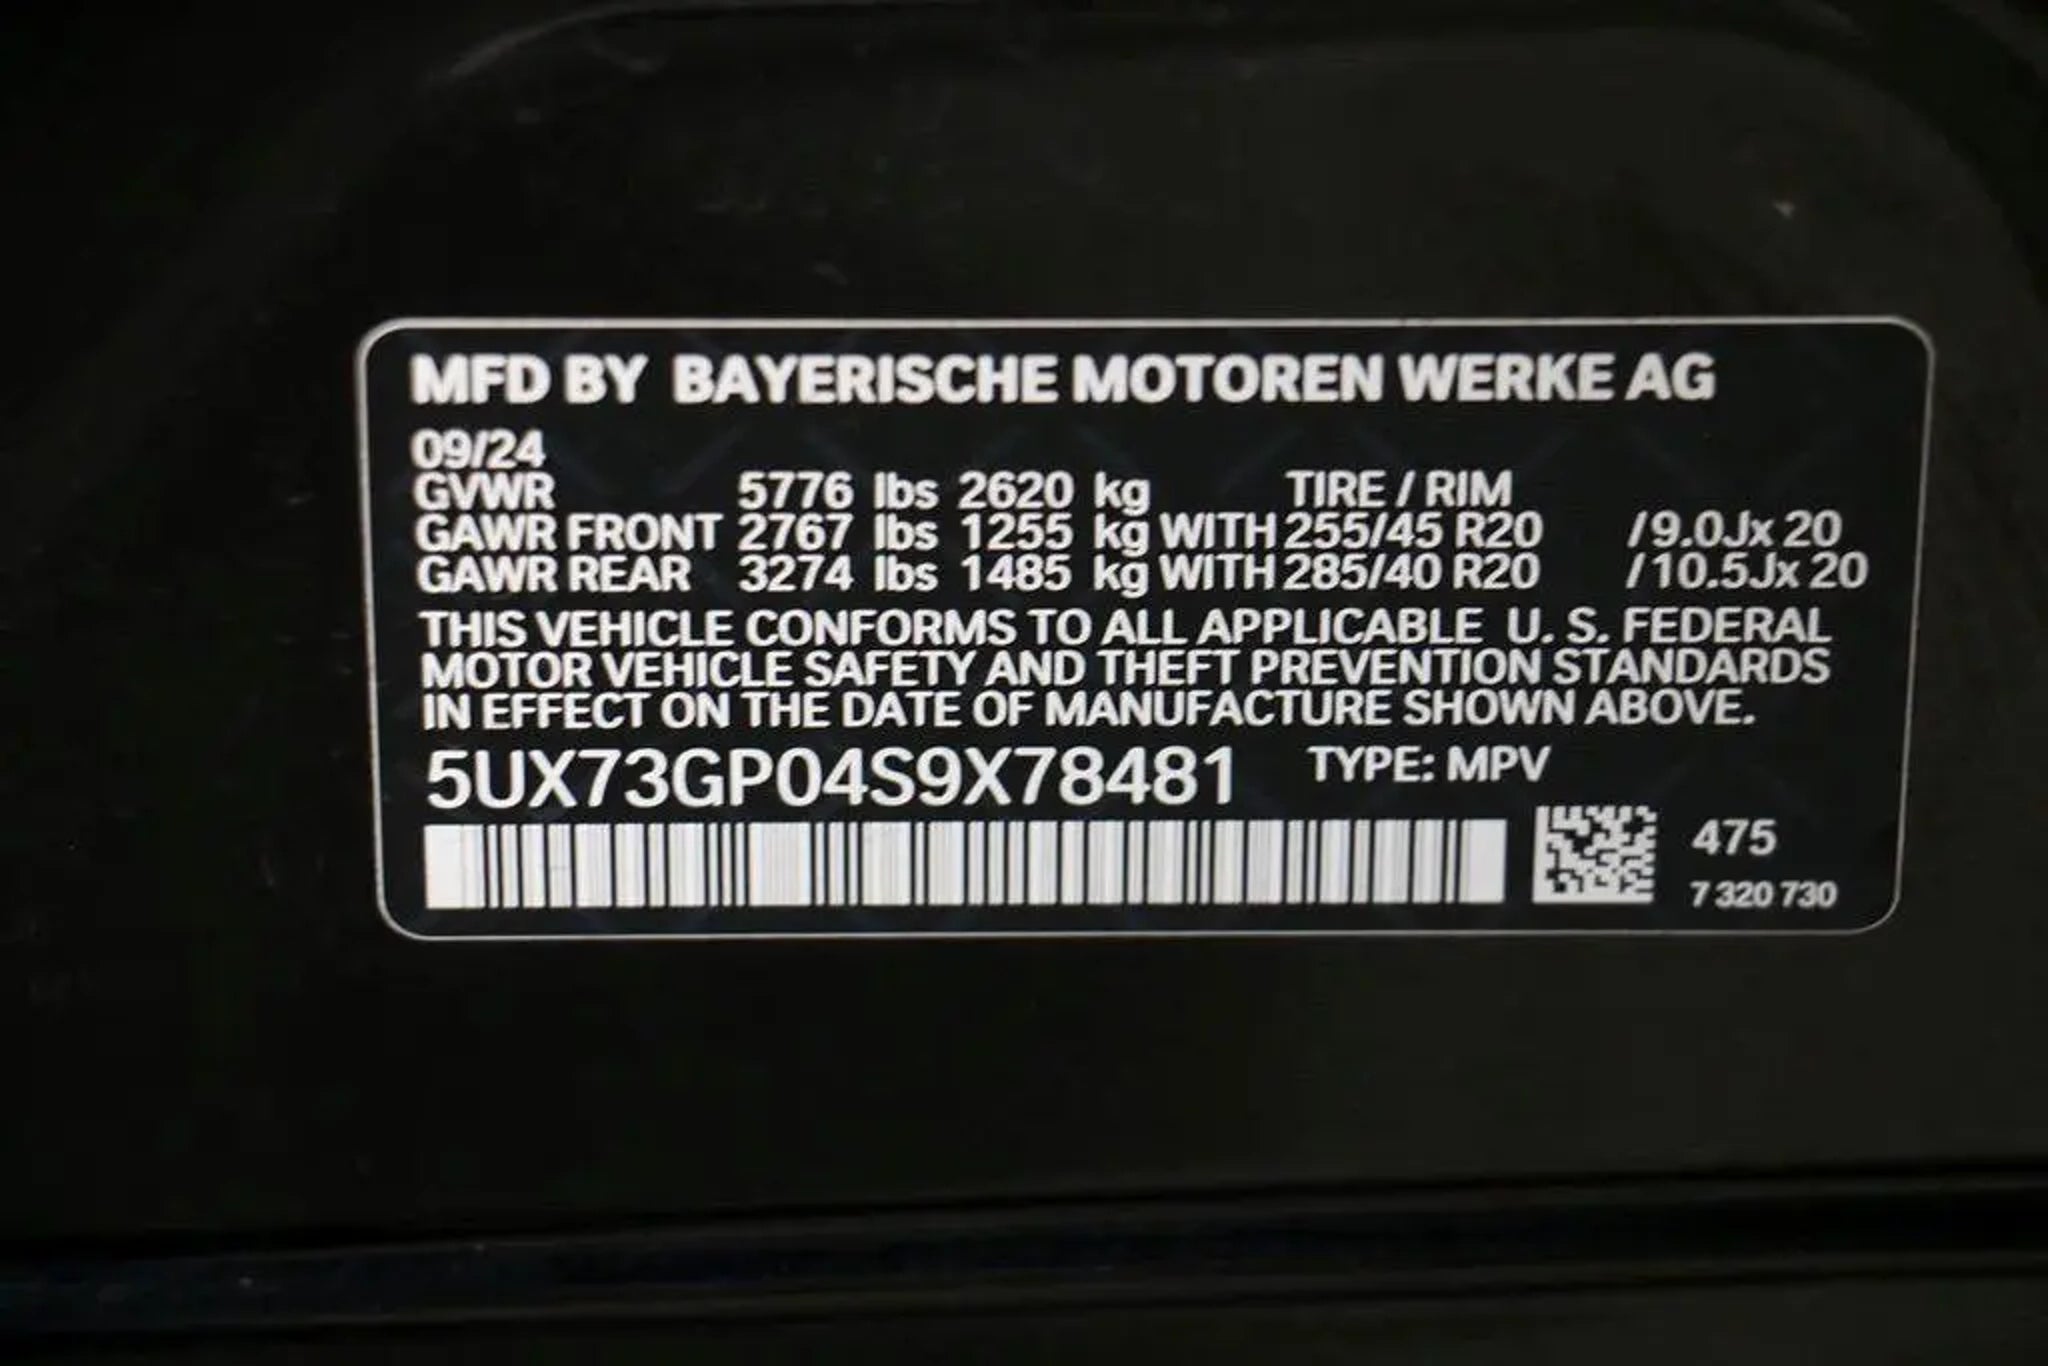 MFD BY BAYERISCHE MOTOREN WERKE AG
09/24
GVWR 5776 lbs 2620 kg TIRE / RIM
GAWR FRONT 2767 lbs 1255 kg WITH 255/45 R20 /9.0Jx 20
GAWR REAR 3274 lbs 1485 kg WITH 285/40 R20 /10.5Jx 20
THIS VEHICLE CONFORMS TO ALL APPLICABLE U. S. FEDERAL
MOTOR VEHICLE SAFETY AND THEFT PREVENTION STANDARDS
IN EFFECT ON THE DATE OF MANUFACTURE SHOWN ABOVE.
5UX73GP04S9X78481 TYPE: MPV
475
7 320 730